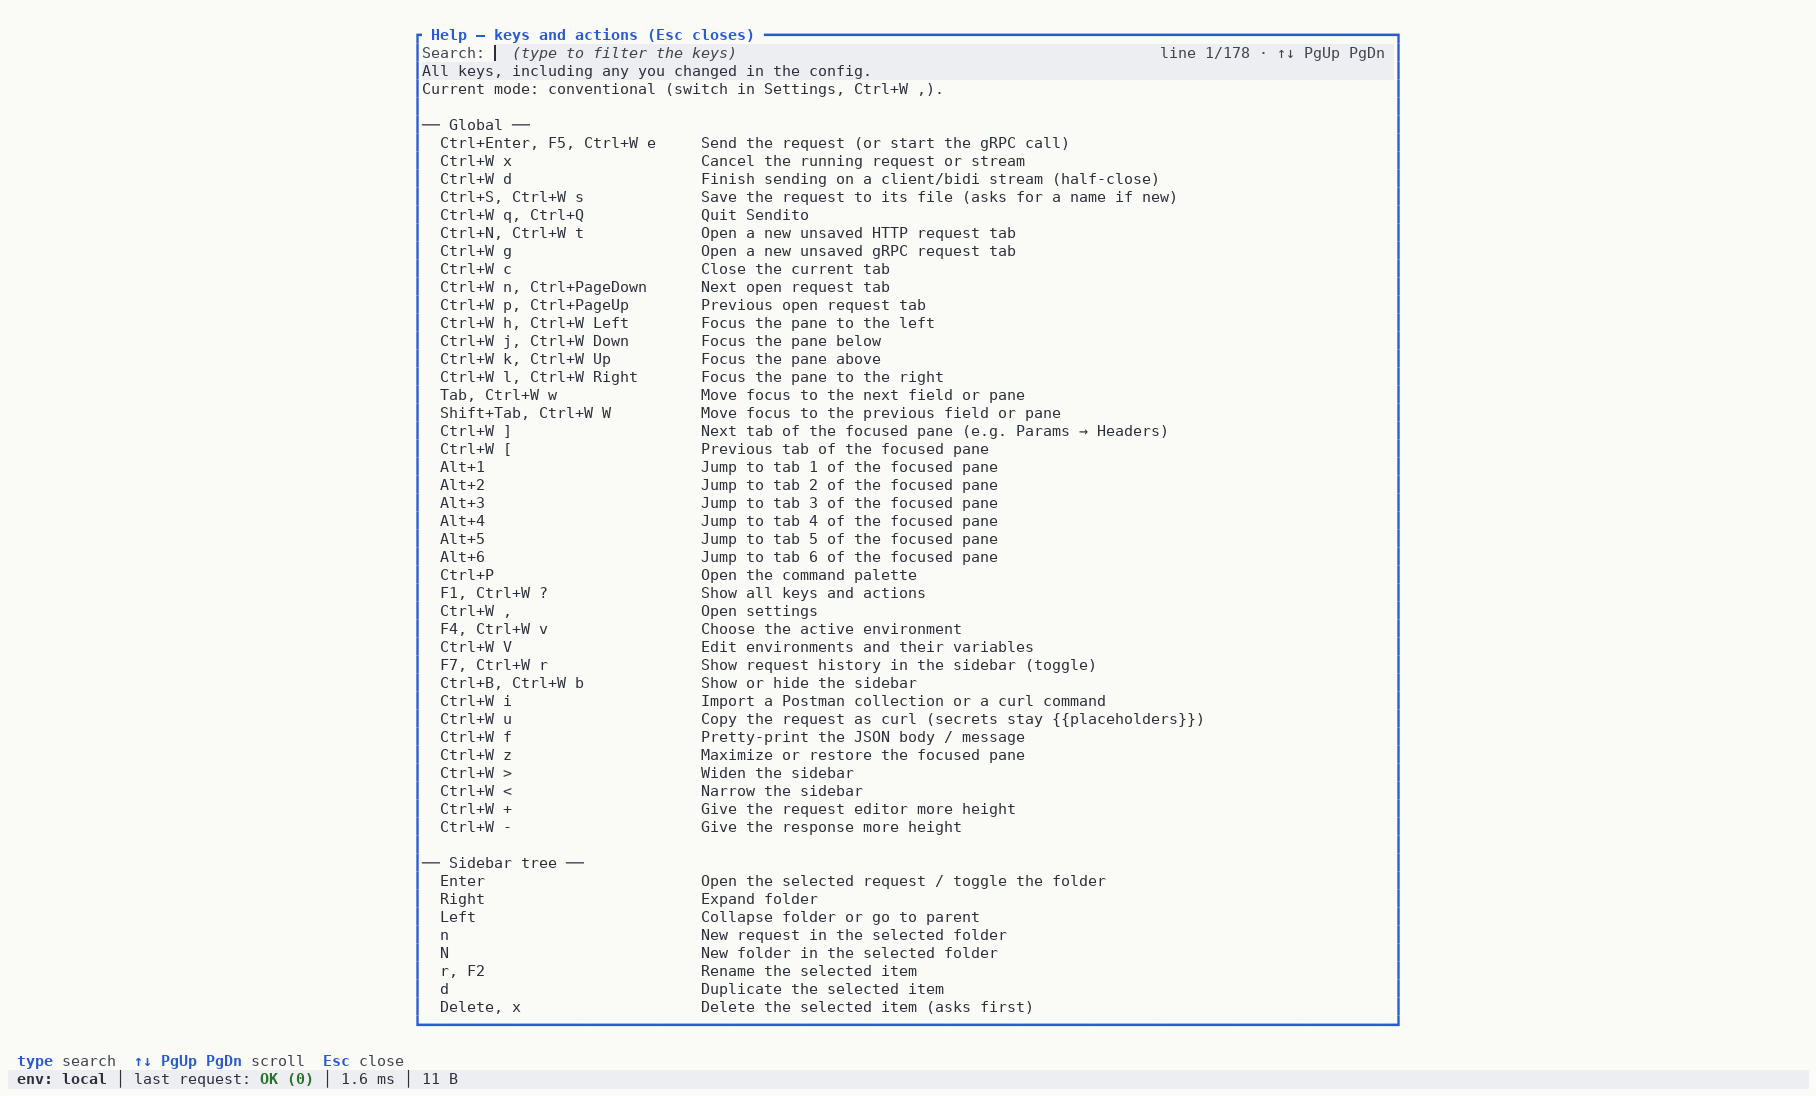 Help — keys and actions (Esc closes)
Search: (type to filter the keys) line 1/178 · ↑↓ PgUp PgDn
All keys, including any you changed in the config.
Current mode: conventional (switch in Settings, Ctrl+W ,).
── Global ──
Ctrl+Enter, F5, Ctrl+W e Send the request (or start the gRPC call)
Ctrl+W x Cancel the running request or stream
Ctrl+W d Finish sending on a client/bidi stream (half-close)
Ctrl+S, Ctrl+W s Save the request to its file (asks for a name if new)
Ctrl+W q, Ctrl+Q Quit Sendito
Ctrl+N, Ctrl+W t Open a new unsaved HTTP request tab
Ctrl+W g Open a new unsaved gRPC request tab
Ctrl+W c Close the current tab
Ctrl+W n, Ctrl+PageDown Next open request tab
Ctrl+W p, Ctrl+PageUp Previous open request tab
Ctrl+W h, Ctrl+W Left Focus the pane to the left
Ctrl+W j, Ctrl+W Down Focus the pane below
Ctrl+W k, Ctrl+W Up Focus the pane above
Ctrl+W l, Ctrl+W Right Focus the pane to the right
Tab, Ctrl+W w Move focus to the next field or pane
Shift+Tab, Ctrl+W W Move focus to the previous field or pane
Ctrl+W ] Next tab of the focused pane (e.g. Params → Headers)
Ctrl+W [ Previous tab of the focused pane
Alt+1 Jump to tab 1 of the focused pane
Alt+2 Jump to tab 2 of the focused pane
Alt+3 Jump to tab 3 of the focused pane
Alt+4 Jump to tab 4 of the focused pane
Alt+5 Jump to tab 5 of the focused pane
Alt+6 Jump to tab 6 of the focused pane
Ctrl+P Open the command palette
F1, Ctrl+W ? Show all keys and actions
Ctrl+W , Open settings
F4, Ctrl+W v Choose the active environment
Ctrl+W V Edit environments and their variables
F7, Ctrl+W r Show request history in the sidebar (toggle)
Ctrl+B, Ctrl+W b Show or hide the sidebar
Ctrl+W i Import a Postman collection or a curl command
Ctrl+W u Copy the request as curl (secrets stay {{placeholders}})
Ctrl+W f Pretty-print the JSON body / message
Ctrl+W z Maximize or restore the focused pane
Ctrl+W > Widen the sidebar
Ctrl+W < Narrow the sidebar
Ctrl+W + Give the request editor more height
Ctrl+W - Give the response more height
── Sidebar tree ──
Enter Open the selected request / toggle the folder
Right Expand folder
Left Collapse folder or go to parent
n New request in the selected folder
N New folder in the selected folder
r, F2 Rename the selected item
d Duplicate the selected item
Delete, x Delete the selected item (asks first)
type search ↑↓ PgUp PgDn scroll Esc close
env: local │ last request: OK (0) │ 1.6 ms │ 11 B